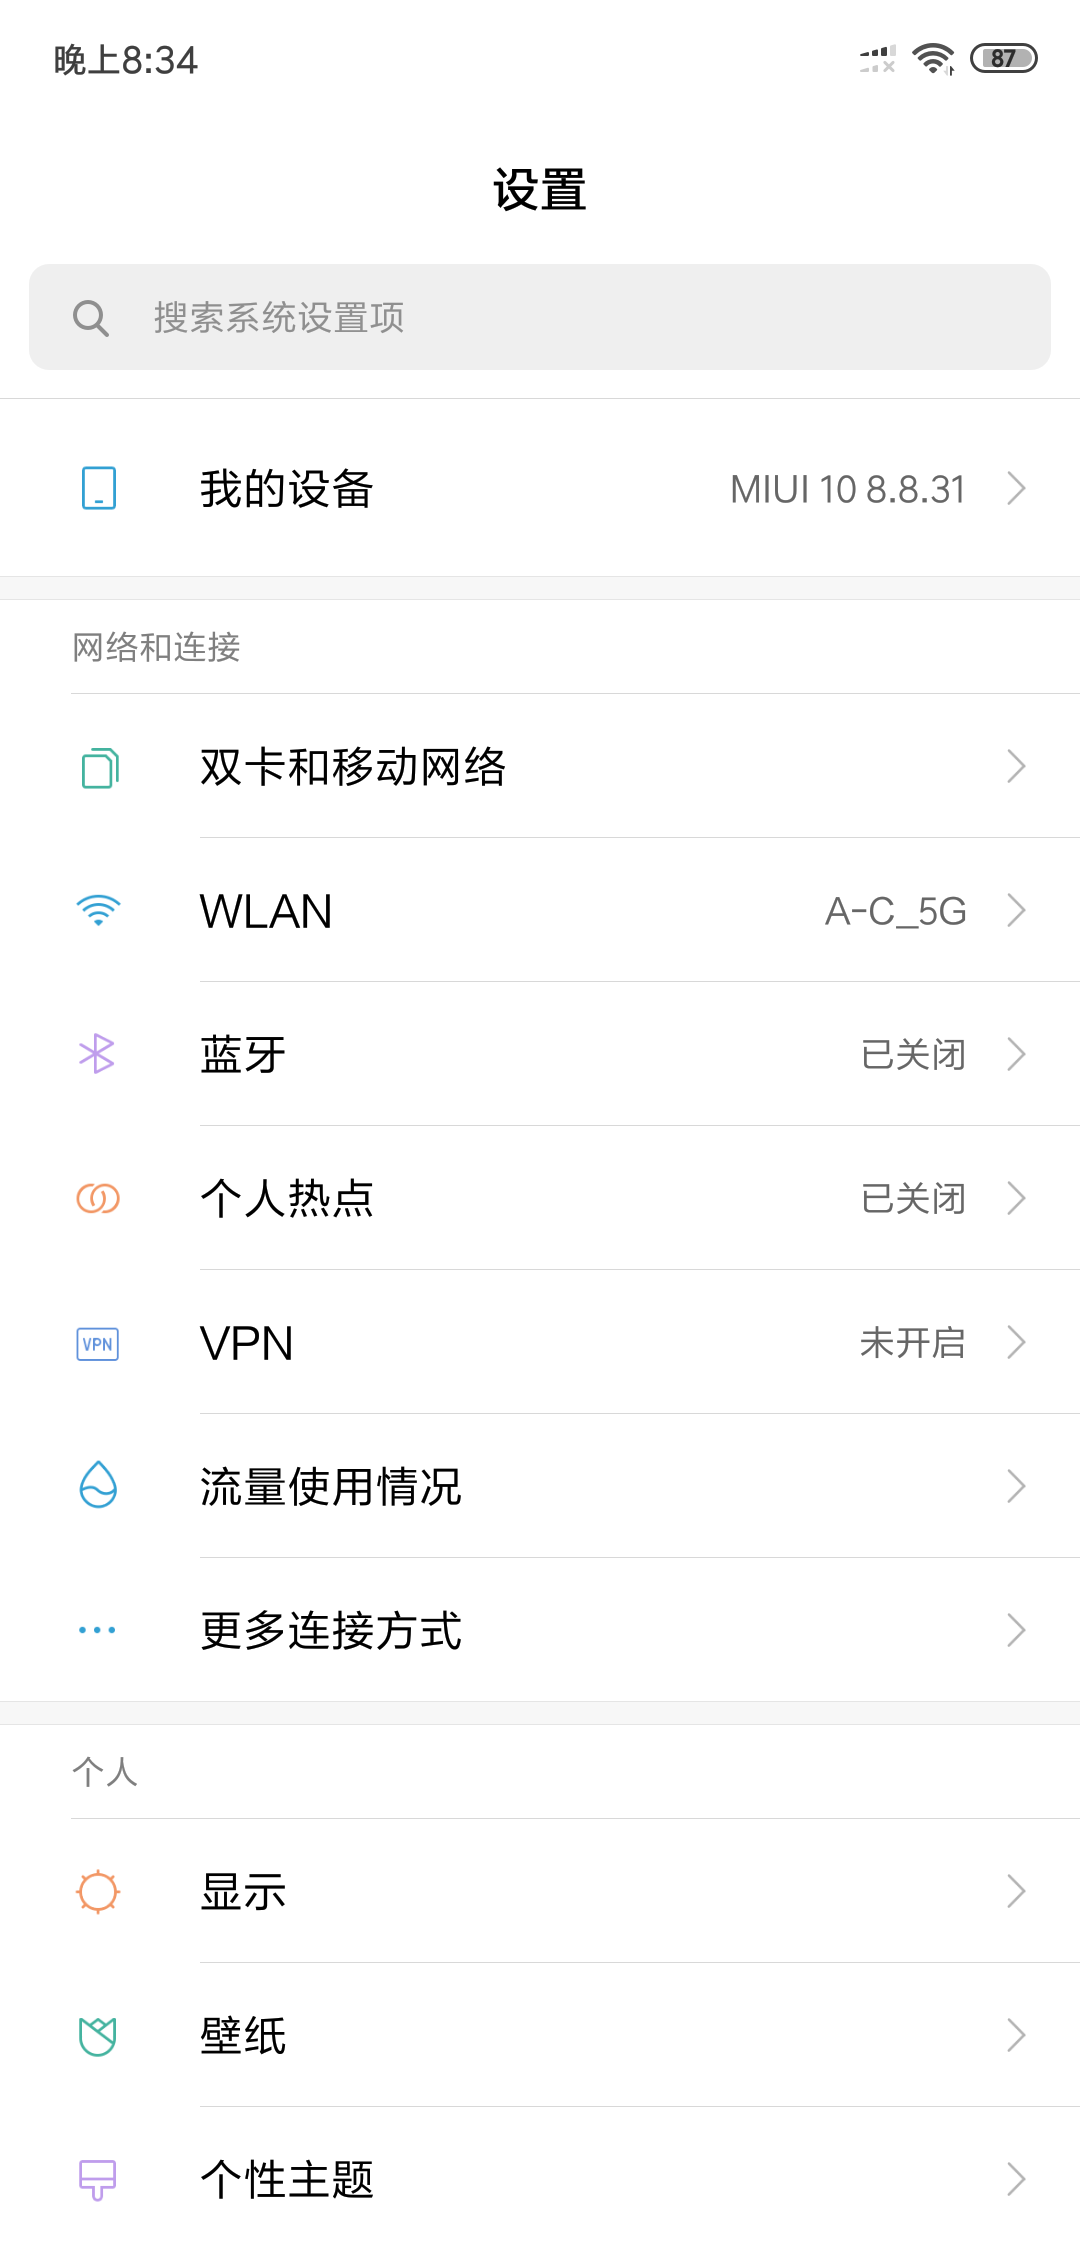 晚上8:34
87
设置
搜索系统设置项
我的设备 MIUI 10 8.8.31
网络和连接
双卡和移动网络
WLAN A-C_5G
蓝牙 已关闭
个人热点 已关闭
VPN VPN 未开启
流量使用情况
更多连接方式
个人
显示
壁纸
个性主题